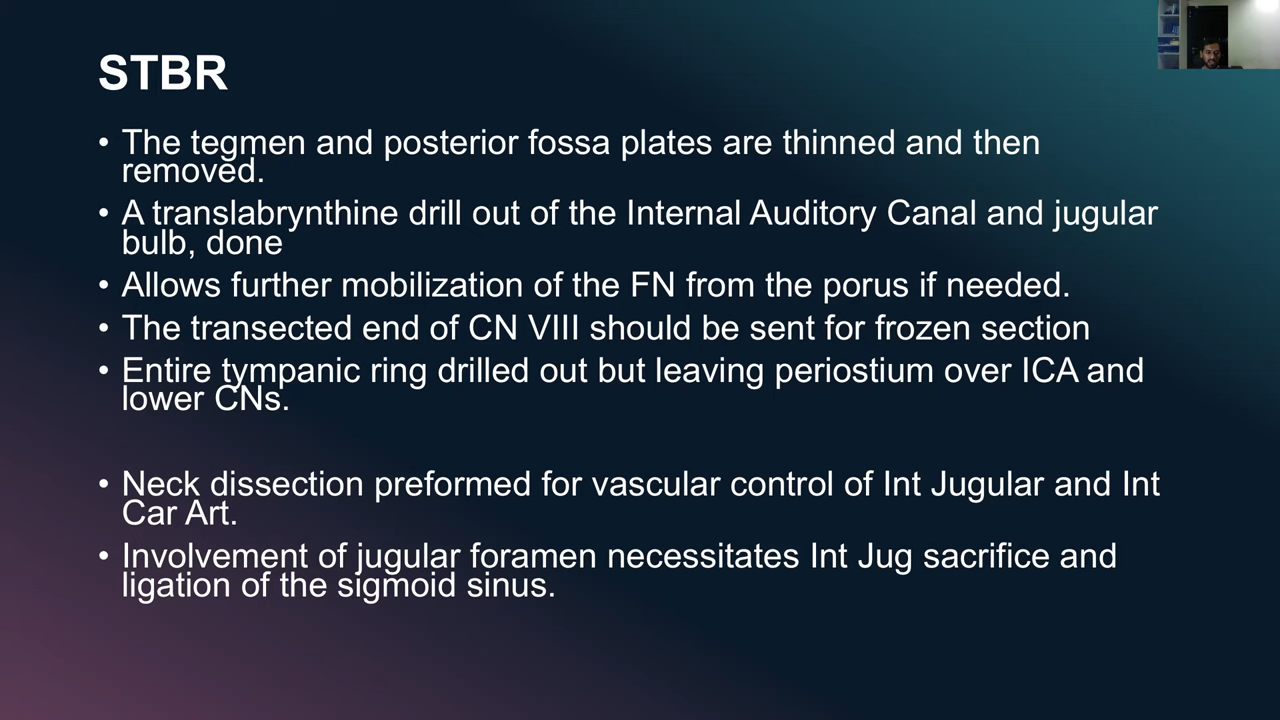 STBR
• The tegmen and posterior fossa plates are thinned and then
removed.
• A translabrynthine drill out of the Internal Auditory Canal and jugular
bulb, done
• Allows further mobilization of the FN from the porus if needed.
• The transected end of CN VIII should be sent for frozen section
• Entire tympanic ring drilled out but leaving periostium over ICA and
lower CNs.
• Neck dissection preformed for vascular control of Int Jugular and Int
Car Art.
• Involvement of jugular foramen necessitates Int Jug sacrifice and
ligation of the sigmoid sinus.